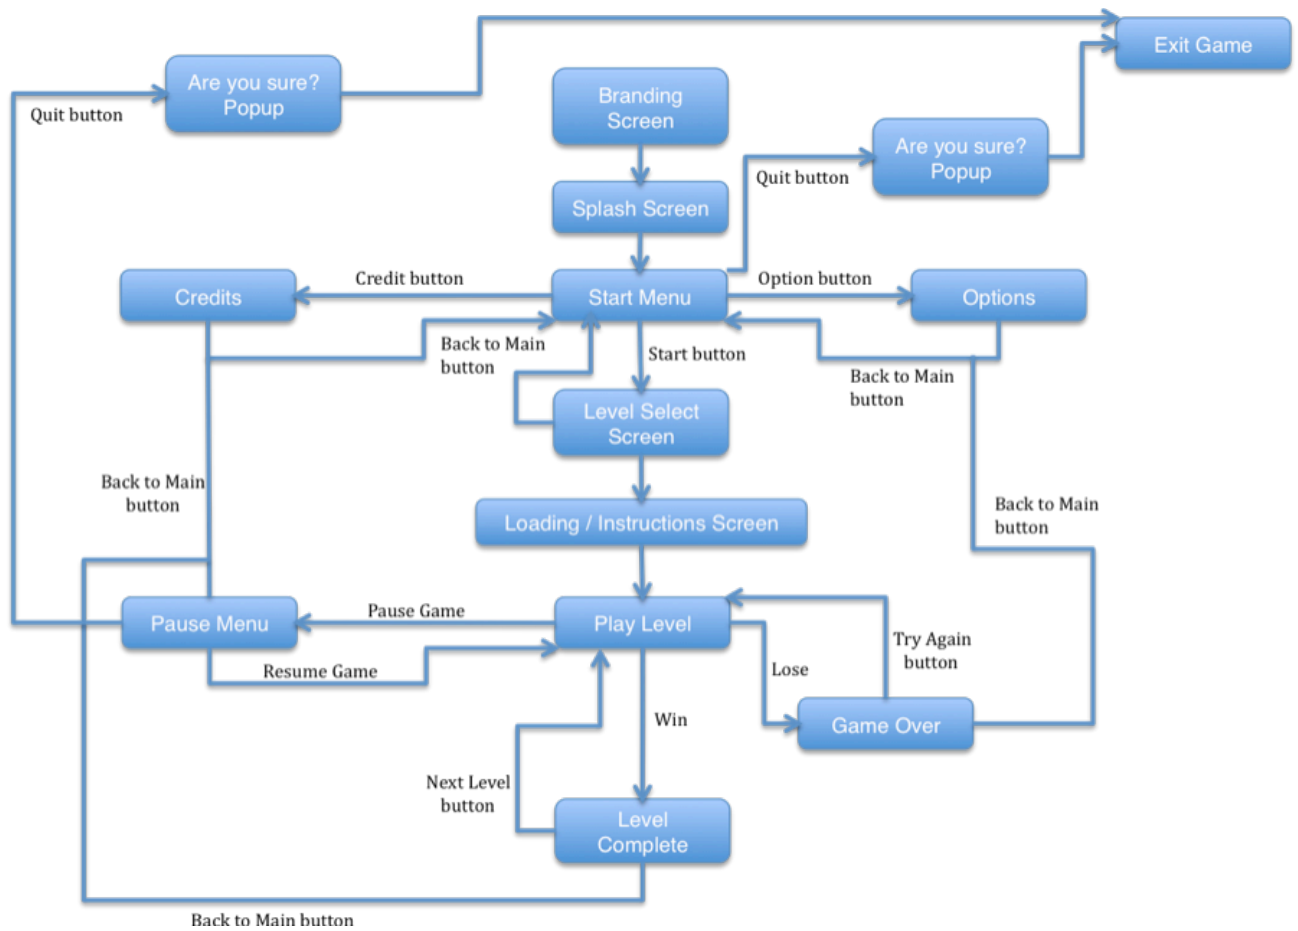 Exit Game
Are you sure?
Popup
Quit button
Branding
Screen
Are you sure?
Popup
Quit button
Splash Screen
Credits
Credit button
Start Menu
Option button
Options
Back to Main
button
Start button
Back to Main
button
Level Select
Screen
Back to Main
button
Loading / Instructions Screen
Back to Main
button
Pause Menu
Pause Game
Play Level
Resume Game
Try Again
button
Lose
Win
Game Over
Next Level
button
Level
Complete
Back to Main button